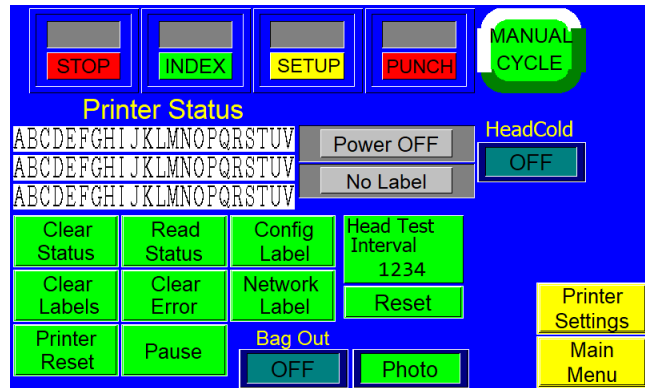 STOP
INDEX
SETUP
PUNCH
MANUAL
CYCLE
Printer Status
ABCDEFGHIJKLMNOPQRSTUV
ABCDEFGHIJKLMNOPQRSTUV
ABCDEFGHIJKLMNOPQRSTUV
Power OFF
No Label
HeadCold
OFF
Clear
Status
Read
Status
Config
Label
Head Test
Interval
1234
Clear
Labels
Clear
Error
Network
Label
Reset
Printer
Settings
Printer
Reset
Pause
Bag Out
OFF
Photo
Main
Menu